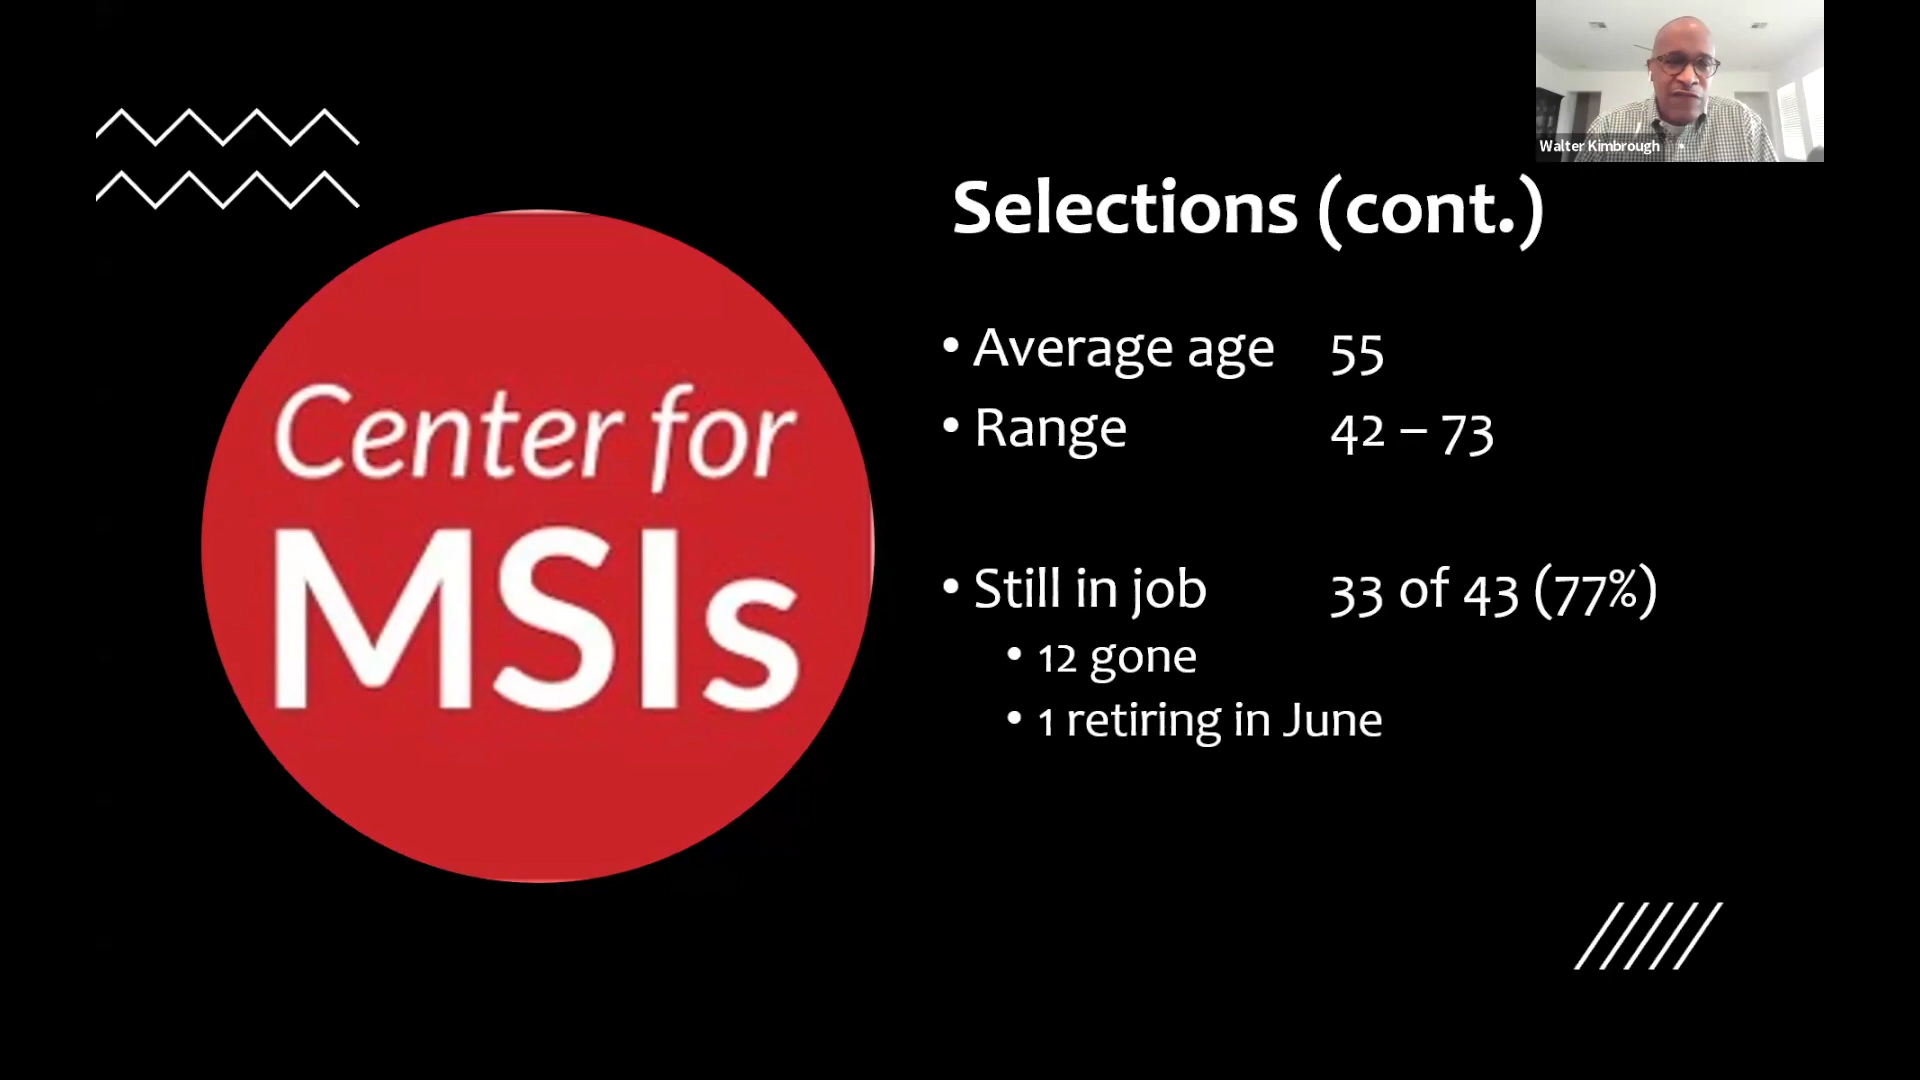 Walter Kimbrough
Selections (cont.)
Center for
MSIs
• Average age 55
• Range 42 – 73
• Still in job 33 of 43 (77%)
• 12 gone
• 1 retiring in June